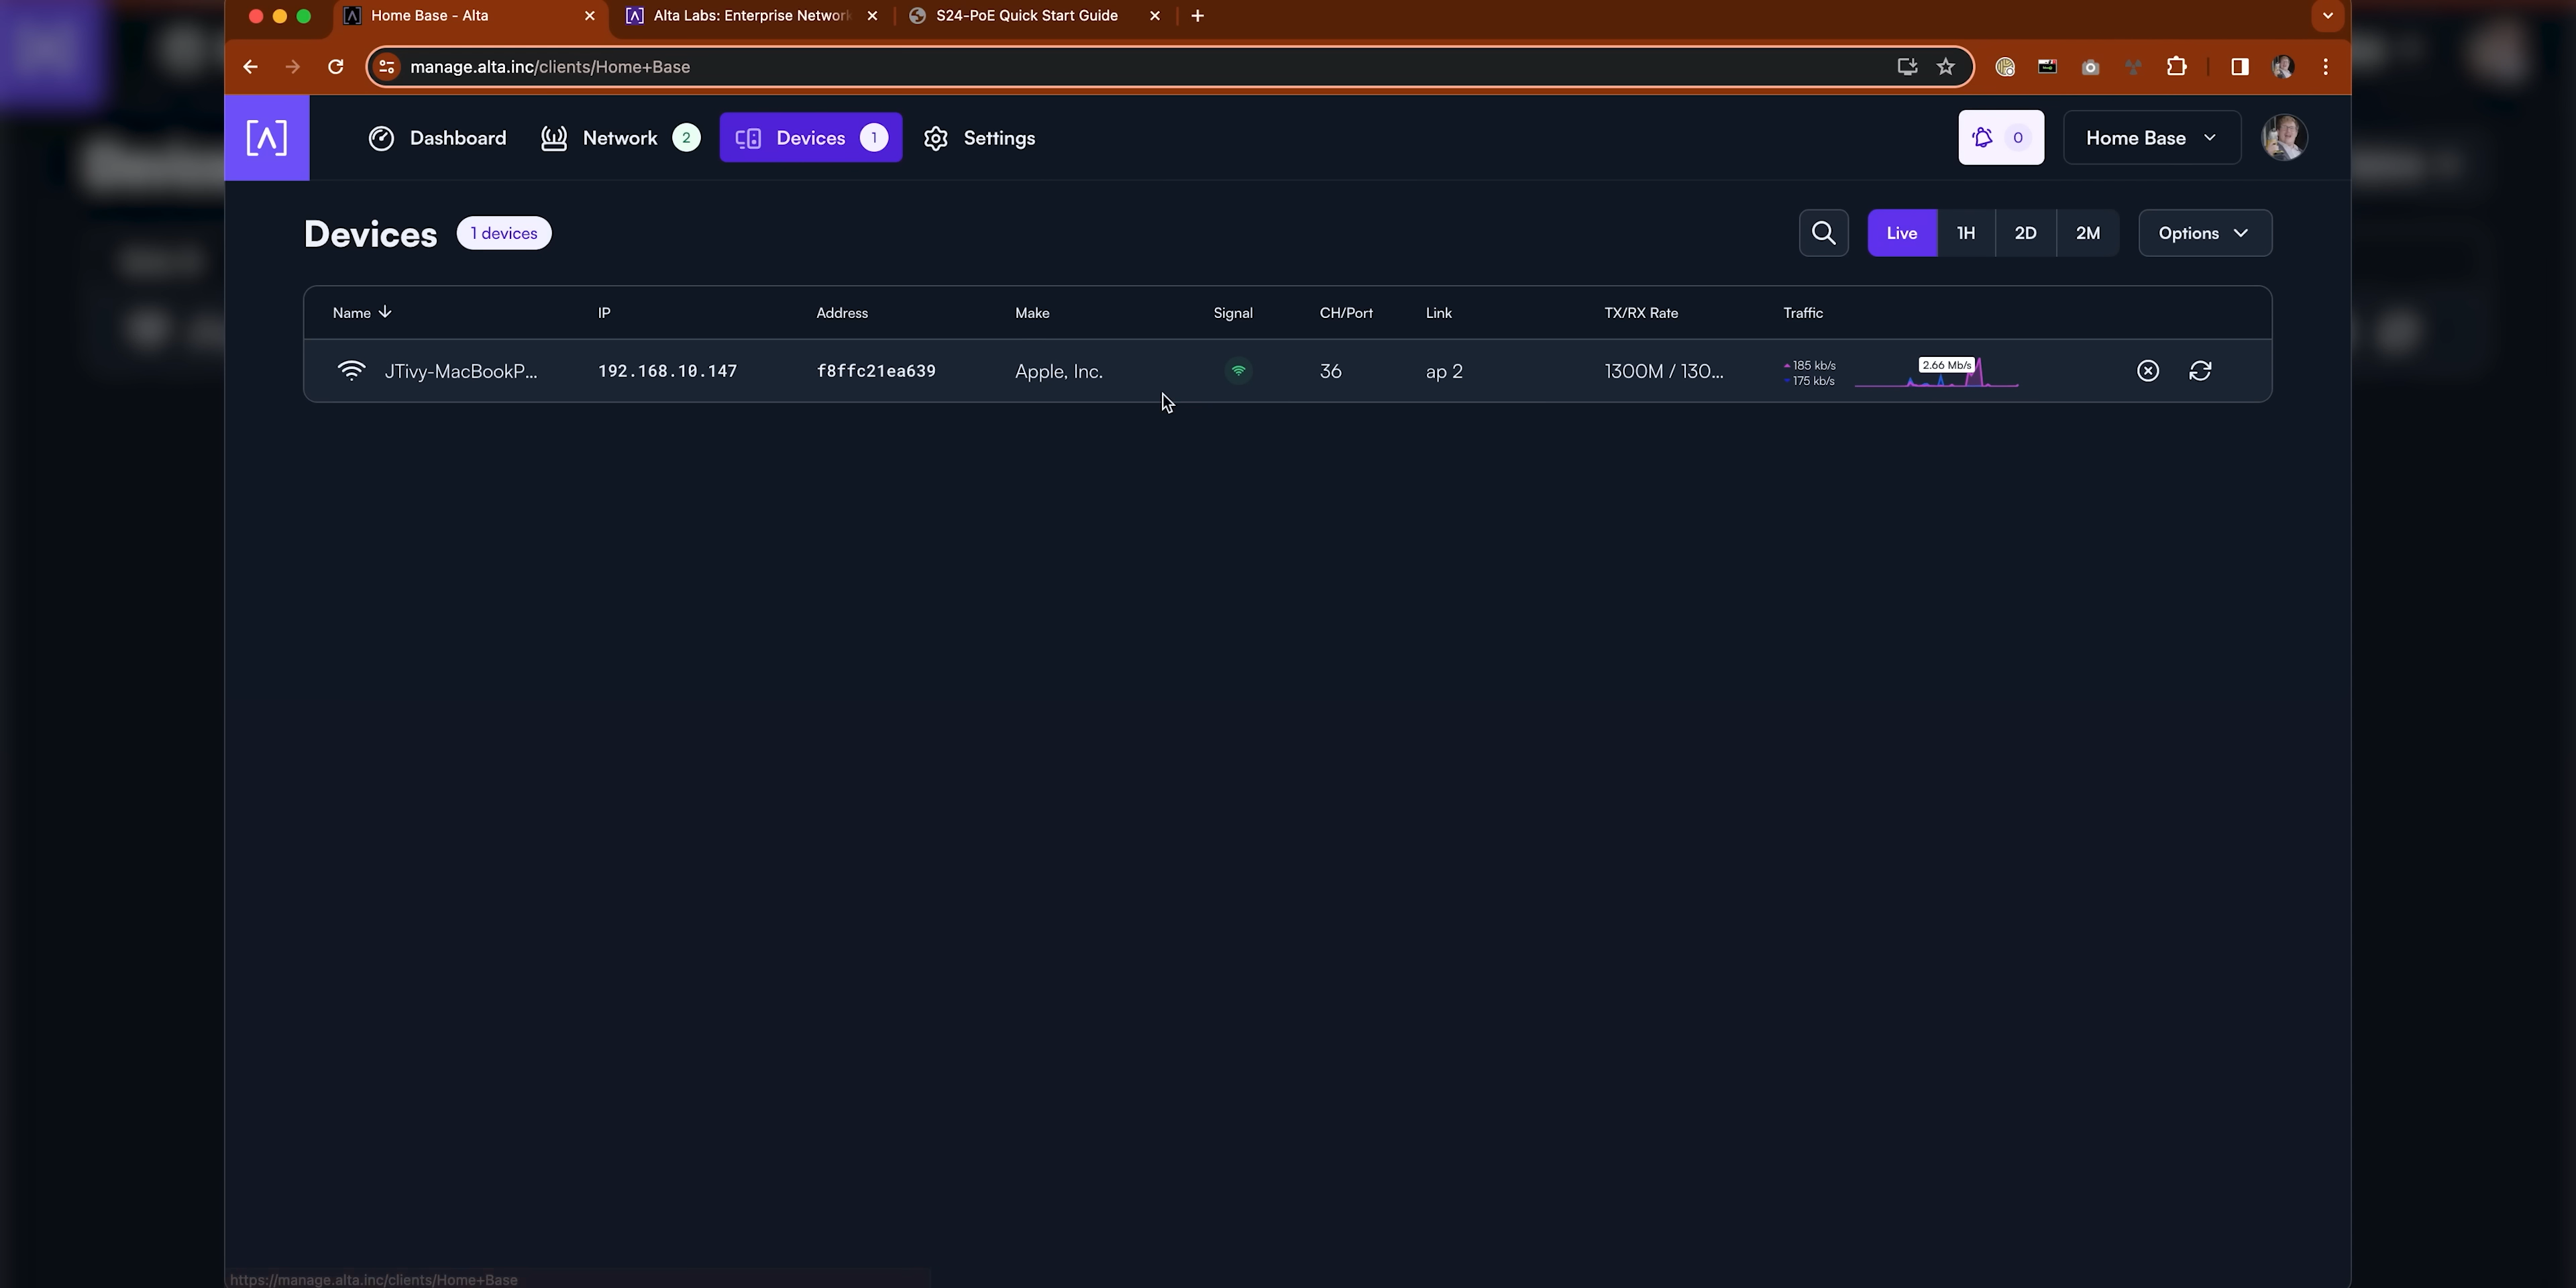 Home Base - Alta
Alta Labs: Enterprise Network
S24-PoE Quick Start Guide
manage.alta.inc/clients/Home+Base
Dashboard
Network 2
Devices 1
Settings
0
Home Base
Devices
1 devices
Live
1H
2D
2M
Options
Name IP Address Make Signal CH/Port Link TX/RX Rate Traffic
JTivy-MacBookP... 192.168.10.147 f8ffc21ea639 Apple, Inc. 36 ap 2 1300M / 130... 185 kb/s 2.66 Mb/s
175 kb/s
https://manage.alta.inc/clients/Home+Base